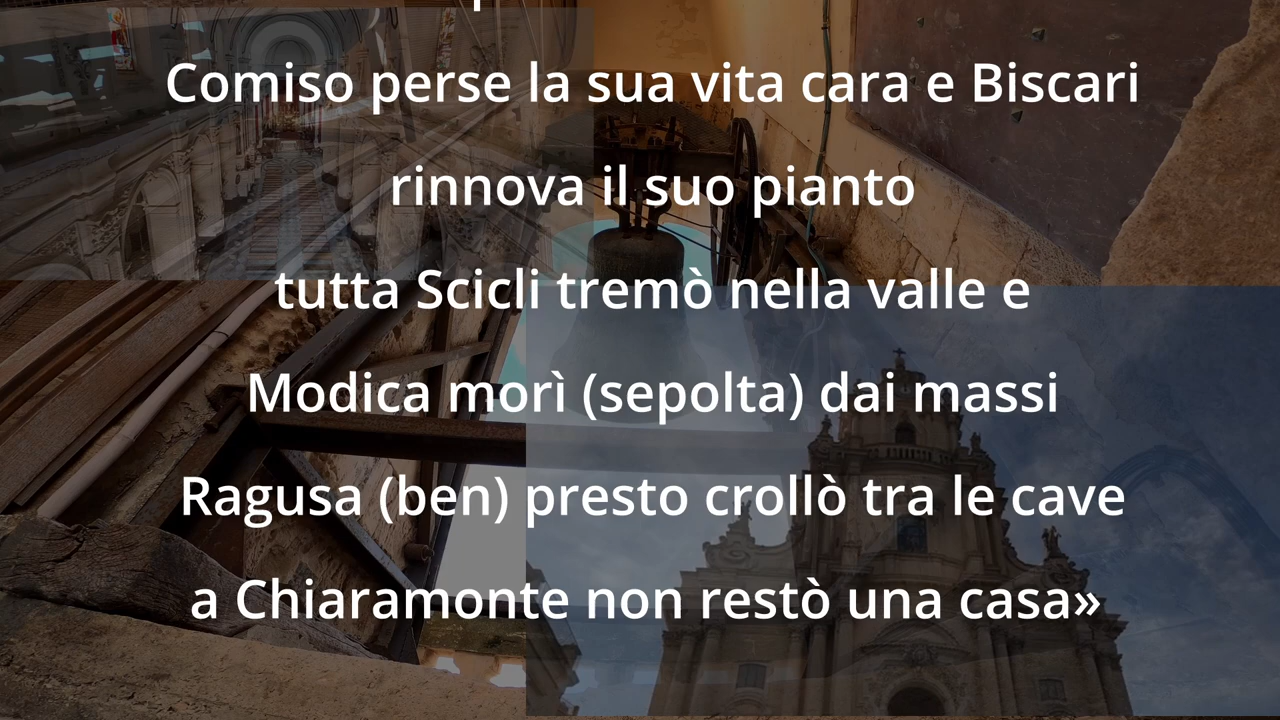 Comiso perse la sua vita cara e Biscari
rinnova il suo pianto
tutta Scicli tremò nella valle e
Modica morì (sepolta) dai massi
Ragusa (ben) presto crollò tra le cave
a Chiaramonte non restò una casa»